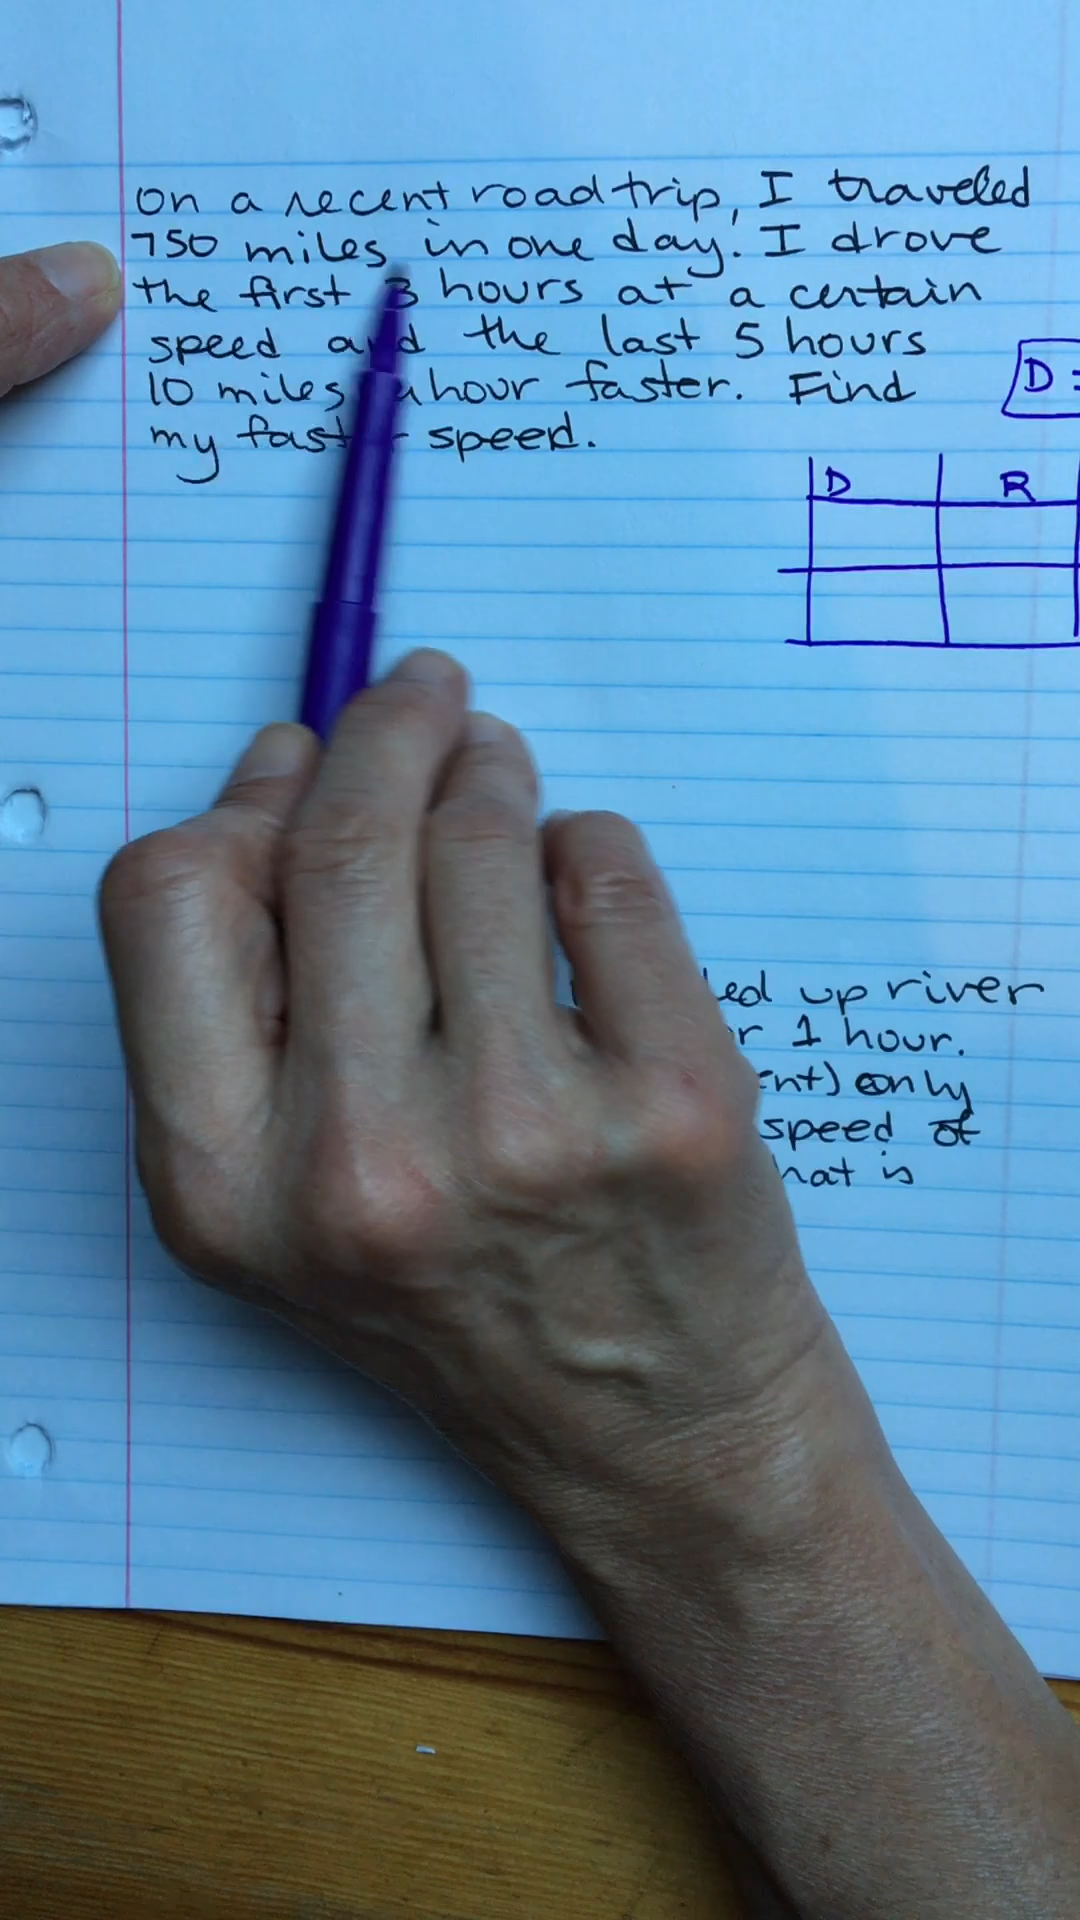 On a recent road trip, I traveled
750 miles in one day. I drove
the first 3 hours at a certain
speed and the last 5 hours
10 miles hour faster. Find
my speed.
D =
D R
up river
1 hour.
only
speed of
is